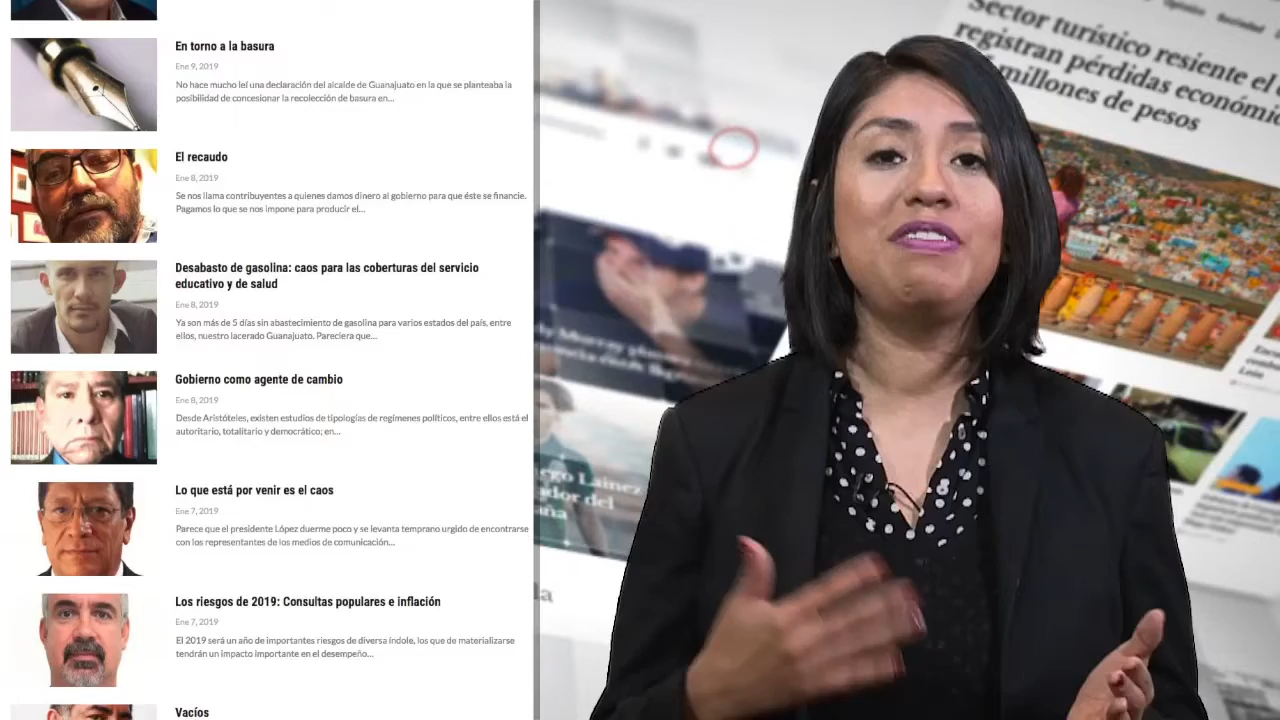 En torno a la basura
Ene 9, 2019
No hace mucho leí una declaración del alcalde de Guanajuato en la que se planteaba la
posibilidad de concesionar la recolección de basura en...
El recaudo
Ene 8, 2019
Se nos llama contribuyentes a quienes damos dinero al gobierno para que éste se financie.
Pagamos lo que se nos impone para producir el...
Desabasto de gasolina: caos para las coberturas del servicio
educativo y de salud
Ene 8, 2019
Ya son más de 5 días sin abastecimiento de gasolina para varios estados del país, entre
ellos, nuestro lacerado Guanajuato. Pareciera que...
Gobierno como agente de cambio
Ene 8, 2019
Desde Aristóteles, existen estudios de tipologías de regímenes políticos, entre ellos está el
autoritario, totalitario y democrático; en...
Lo que está por venir es el caos
Ene 7, 2019
Parece que el presidente López duerme poco y se levanta temprano urgido de encontrarse
con los representantes de los medios de comunicación...
Los riesgos de 2019: Consultas populares e inflación
Ene 7, 2019
El 2019 será un año de importantes riesgos de diversa índole, los que de materializarse
tendrán un impacto importante en el desempeño...
Vacíos
Opinión
Sociedad
Sector turístico resiente el
registran pérdidas económic
millones de pesos
Murray
Lainez
ador del
León